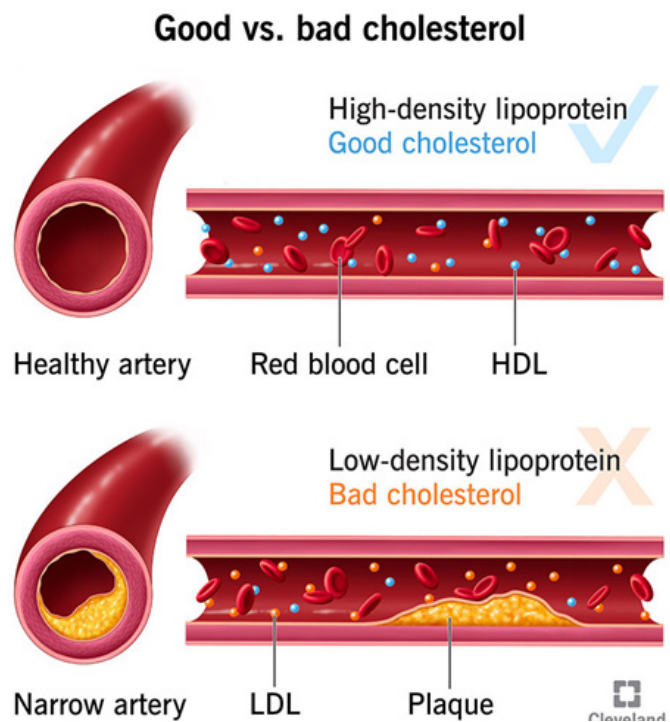 Good vs. bad cholesterol
High-density lipoprotein
Good cholesterol
Healthy artery
Red blood cell
HDL
Low-density lipoprotein
Bad cholesterol
Narrow artery
LDL
Plaque
Cleveland